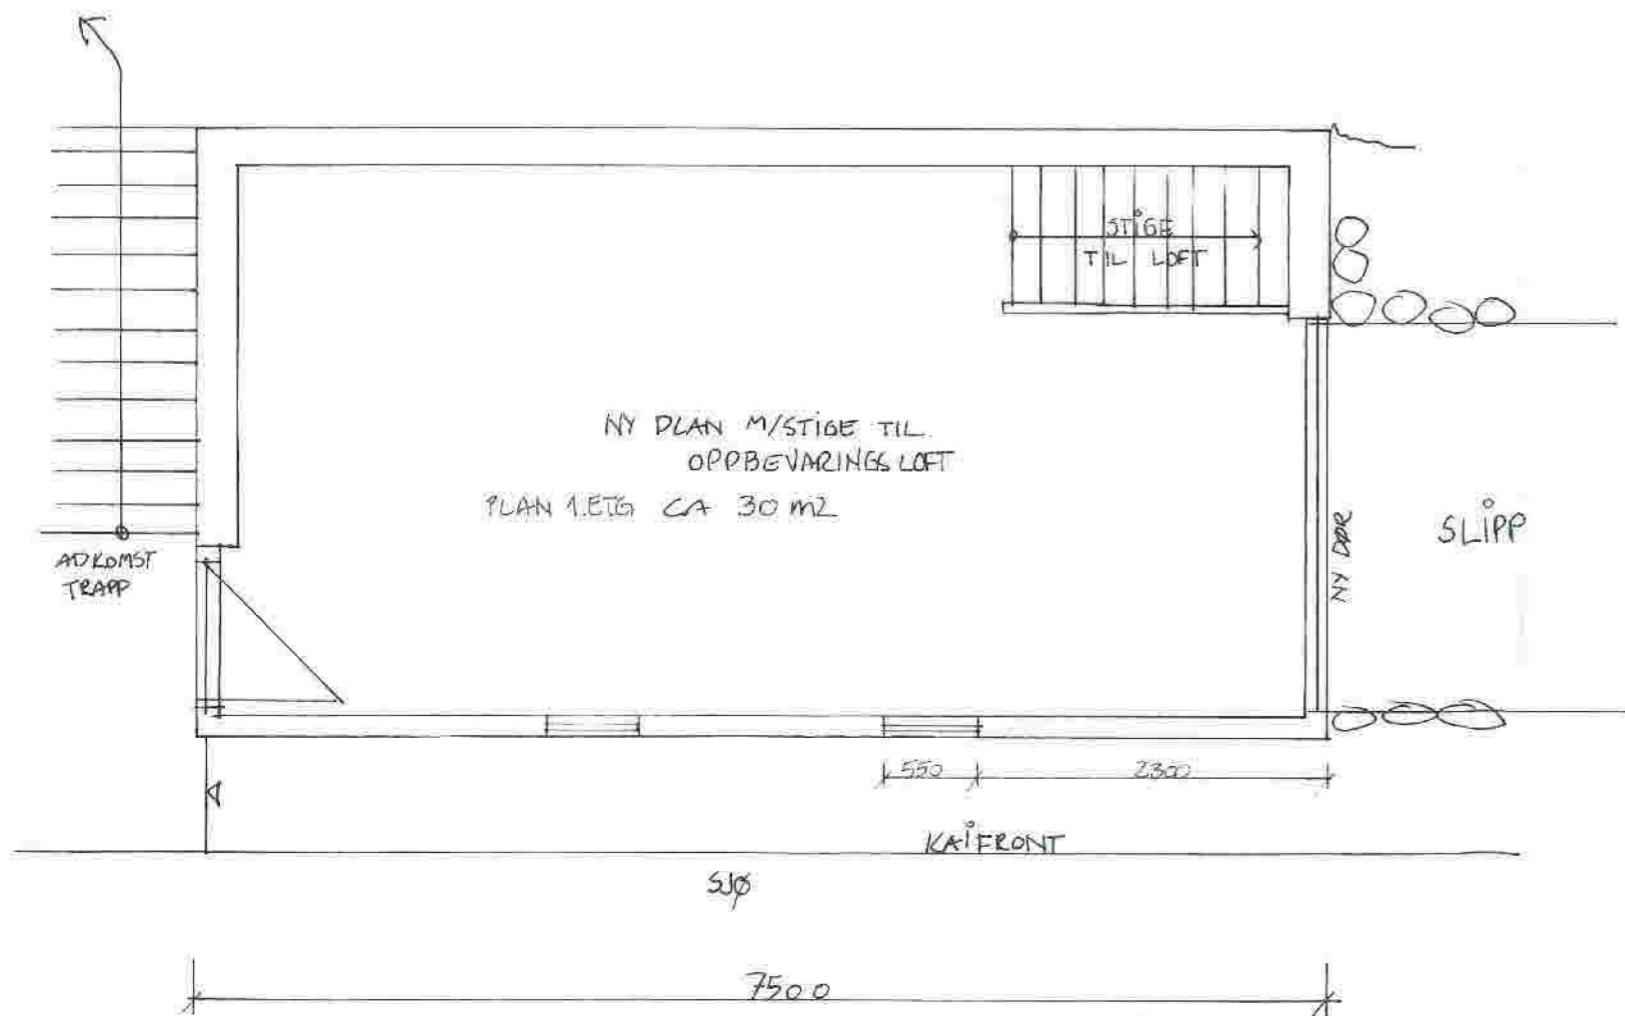 STIGE
TIL LOFT
NY PLAN M/STIGE TIL
OPPBEVARINGS LOFT
PLAN 1.ETG CA 30 m2
ADKOMST
TRAPP
NY DØR
SLIPP
550
2300
KAIFRONT
SJØ
7500